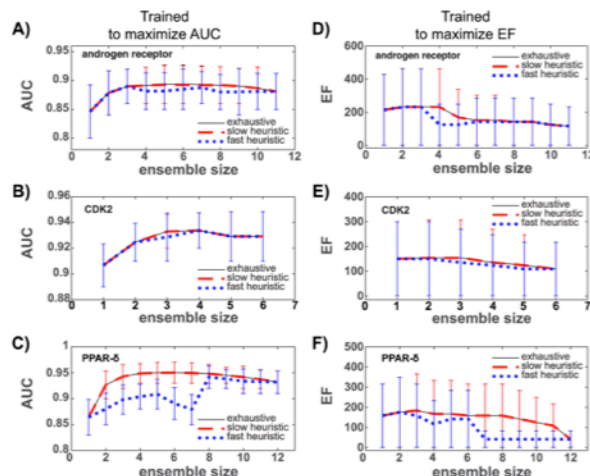 Trained
to maximize AUC
Trained
to maximize EF
A)
0.95
0.9
0.85
0.8
AUC
androgen receptor
exhaustive
slow heuristic
fast heuristic
0 2 4 6 8 10 12
ensemble size
D)
600
400
200
0
EF
androgen receptor
exhaustive
slow heuristic
fast heuristic
0 2 4 6 8 10 12
ensemble size
B)
0.96
0.94
0.92
0.9
0.88
AUC
CDK2
exhaustive
slow heuristic
fast heuristic
0 1 2 3 4 5 6 7
ensemble size
E)
400
300
200
100
0
EF
CDK2
exhaustive
slow heuristic
fast heuristic
0 1 2 3 4 5 6 7
ensemble size
C)
1
0.95
0.9
0.85
0.8
AUC
PPAR-δ
exhaustive
slow heuristic
fast heuristic
0 2 4 6 8 10 12
ensemble size
F)
400
300
200
100
0
EF
PPAR-δ
exhaustive
slow heuristic
fast heuristic
0 2 4 6 8 10 12
ensemble size